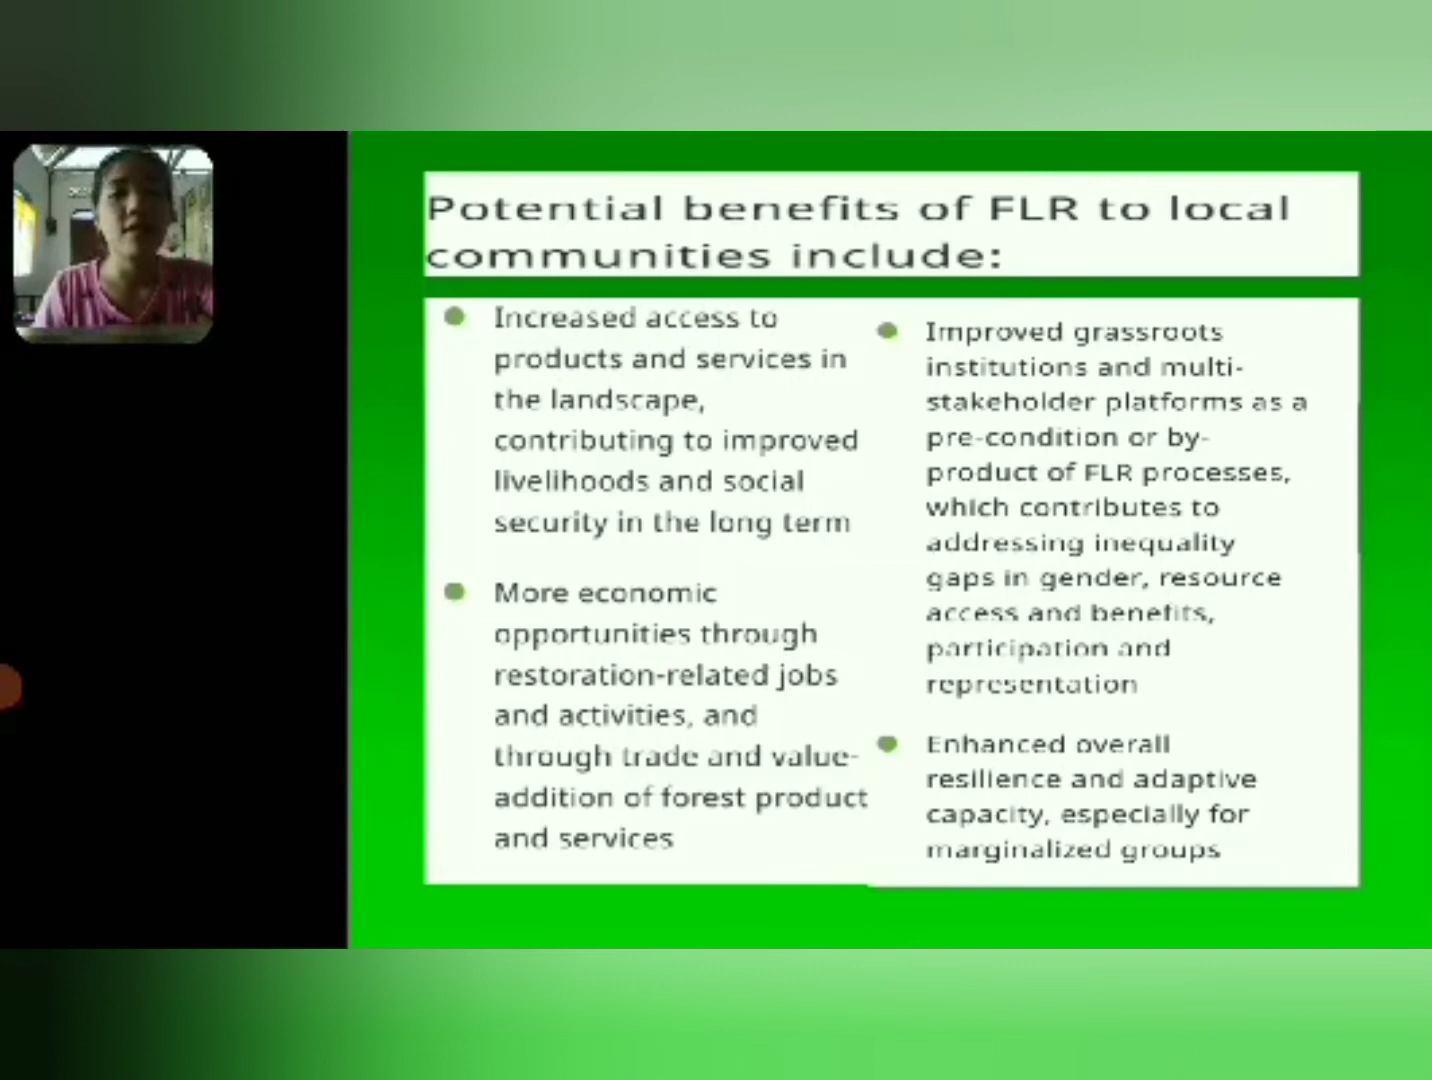 Potential benefits of FLR to local
communities include:
Increased access to
products and services in
the landscape,
contributing to improved
livelihoods and social
security in the long term
More economic
opportunities through
restoration-related jobs
and activities, and
through trade and value-
addition of forest product
and services
Improved grassroots
institutions and multi-
stakeholder platforms as a
pre-condition or by-
product of FLR processes,
which contributes to
addressing inequality
gaps in gender, resource
access and benefits,
participation and
representation
Enhanced overall
resilience and adaptive
capacity, especially for
marginalized groups